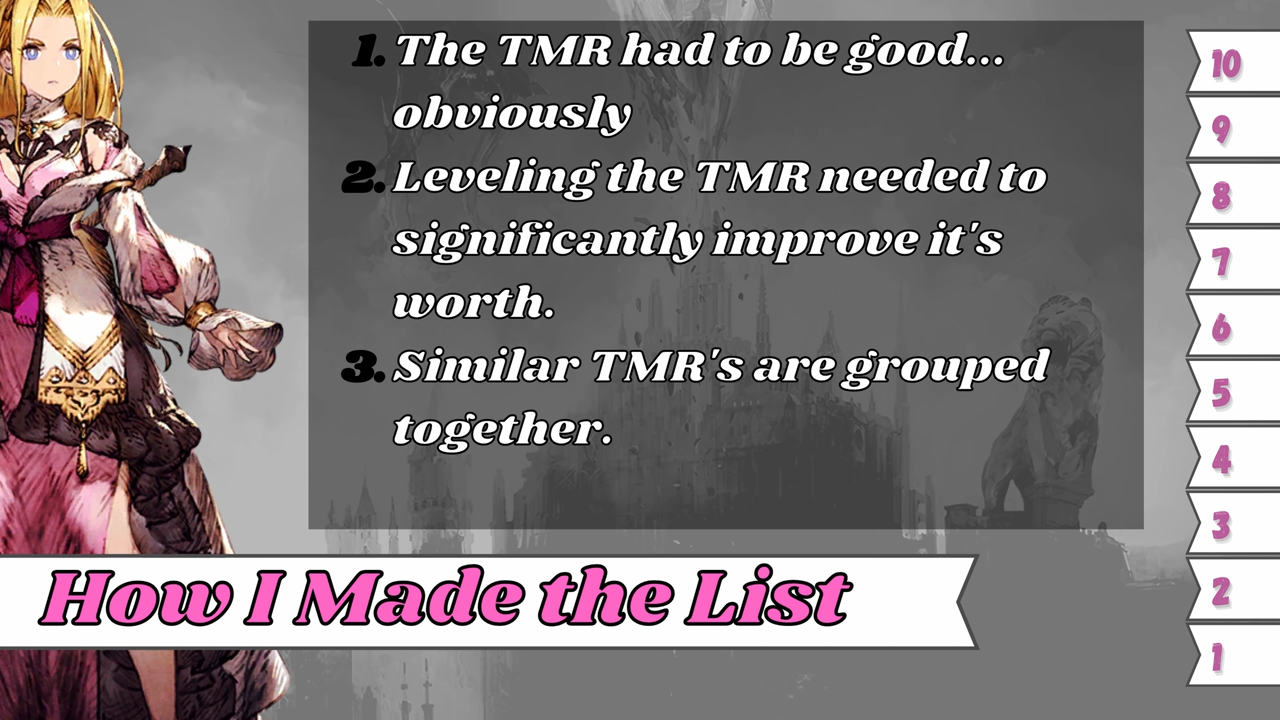 1. The TMR had to be good...
obviously
2. Leveling the TMR needed to
significantly improve it's
worth.
3. Similar TMR's are grouped
together.
How I Made the List
10
9
8
7
6
5
4
3
2
1